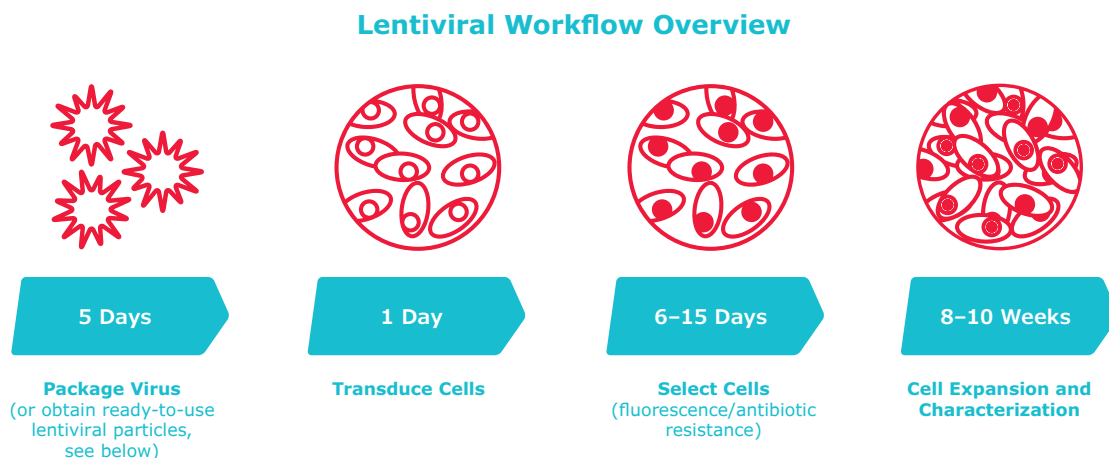 Lentiviral Workflow Overview
5 Days
1 Day
6–15 Days
8–10 Weeks
Package Virus
(or obtain ready-to-use
lentiviral particles,
see below)
Transduce Cells
Select Cells
(fluorescence/antibiotic
resistance)
Cell Expansion and
Characterization